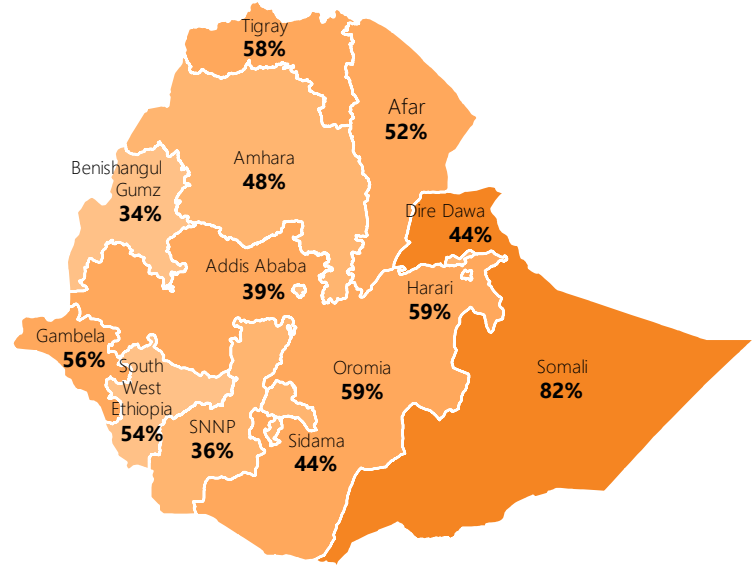 Tigray
58%
Afar
52%
Amhara
48%
Benishangul
Gumz
34%
Dire Dawa
44%
Addis Ababa
39%
Harari
59%
Gambela
56%
South
West
Ethiopia
54%
Oromia
59%
Somali
82%
SNNP
36%
Sidama
44%